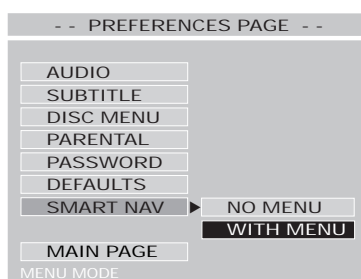 - - PREFERENCES PAGE - -
AUDIO
SUBTITLE
DISC MENU
PARENTAL
PASSWORD
DEFAULTS
SMART NAV NO MENU
WITH MENU
MAIN PAGE
MENU MODE